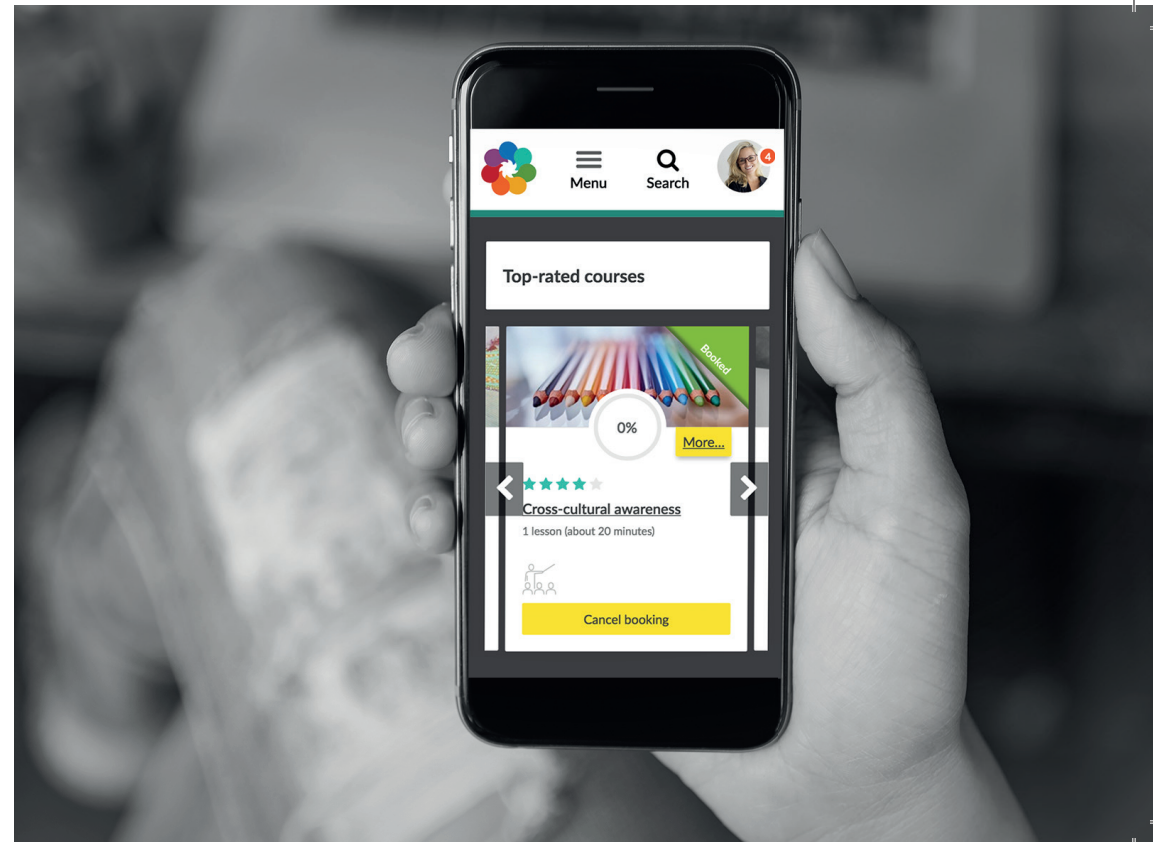 Menu
Search
4
Top-rated courses
Booked
0%
More...
Cross-cultural awareness
1 lesson (about 20 minutes)
Cancel booking